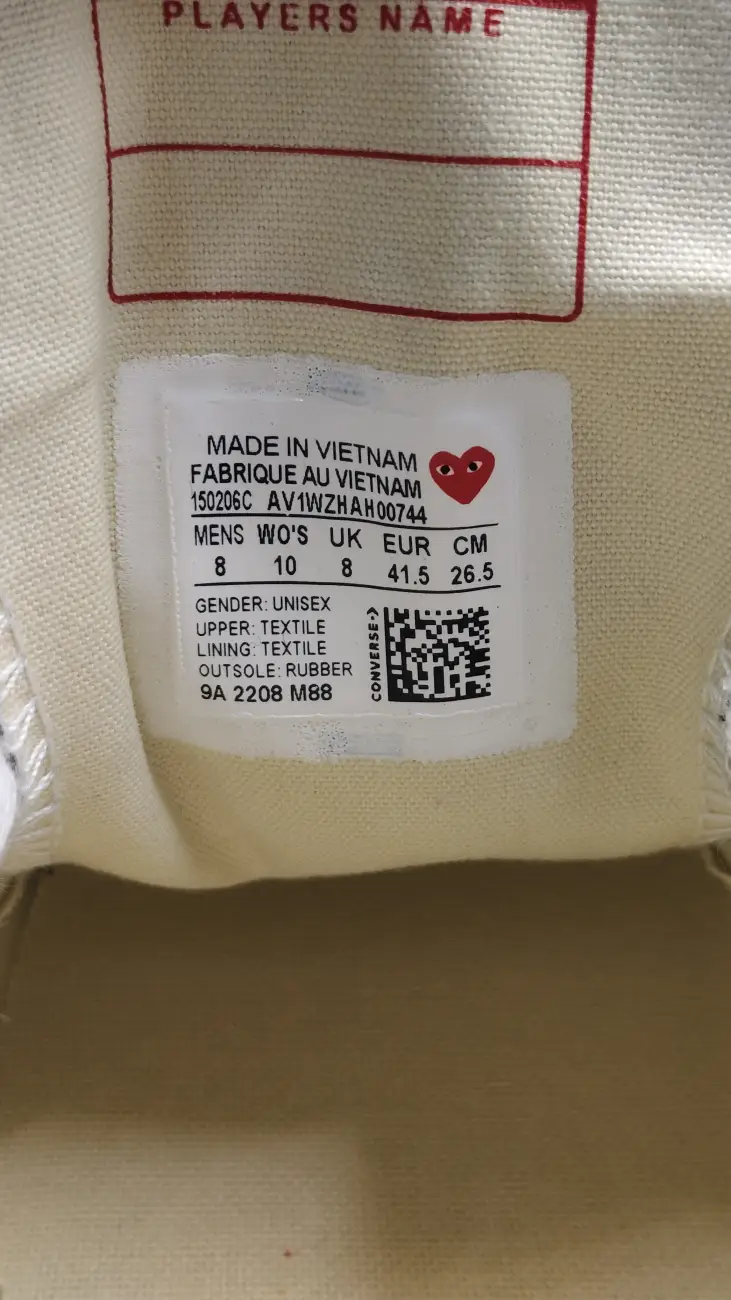 PLAYERS NAME
MADE IN VIETNAM
FABRIQUE AU VIETNAM
150206C AV1WZHAH00744
MENS WO'S UK EUR CM
8 10 8 41.5 26.5
GENDER: UNISEX
UPPER: TEXTILE
LINING: TEXTILE
OUTSOLE: RUBBER
9A 2208 M88
CONVERSE